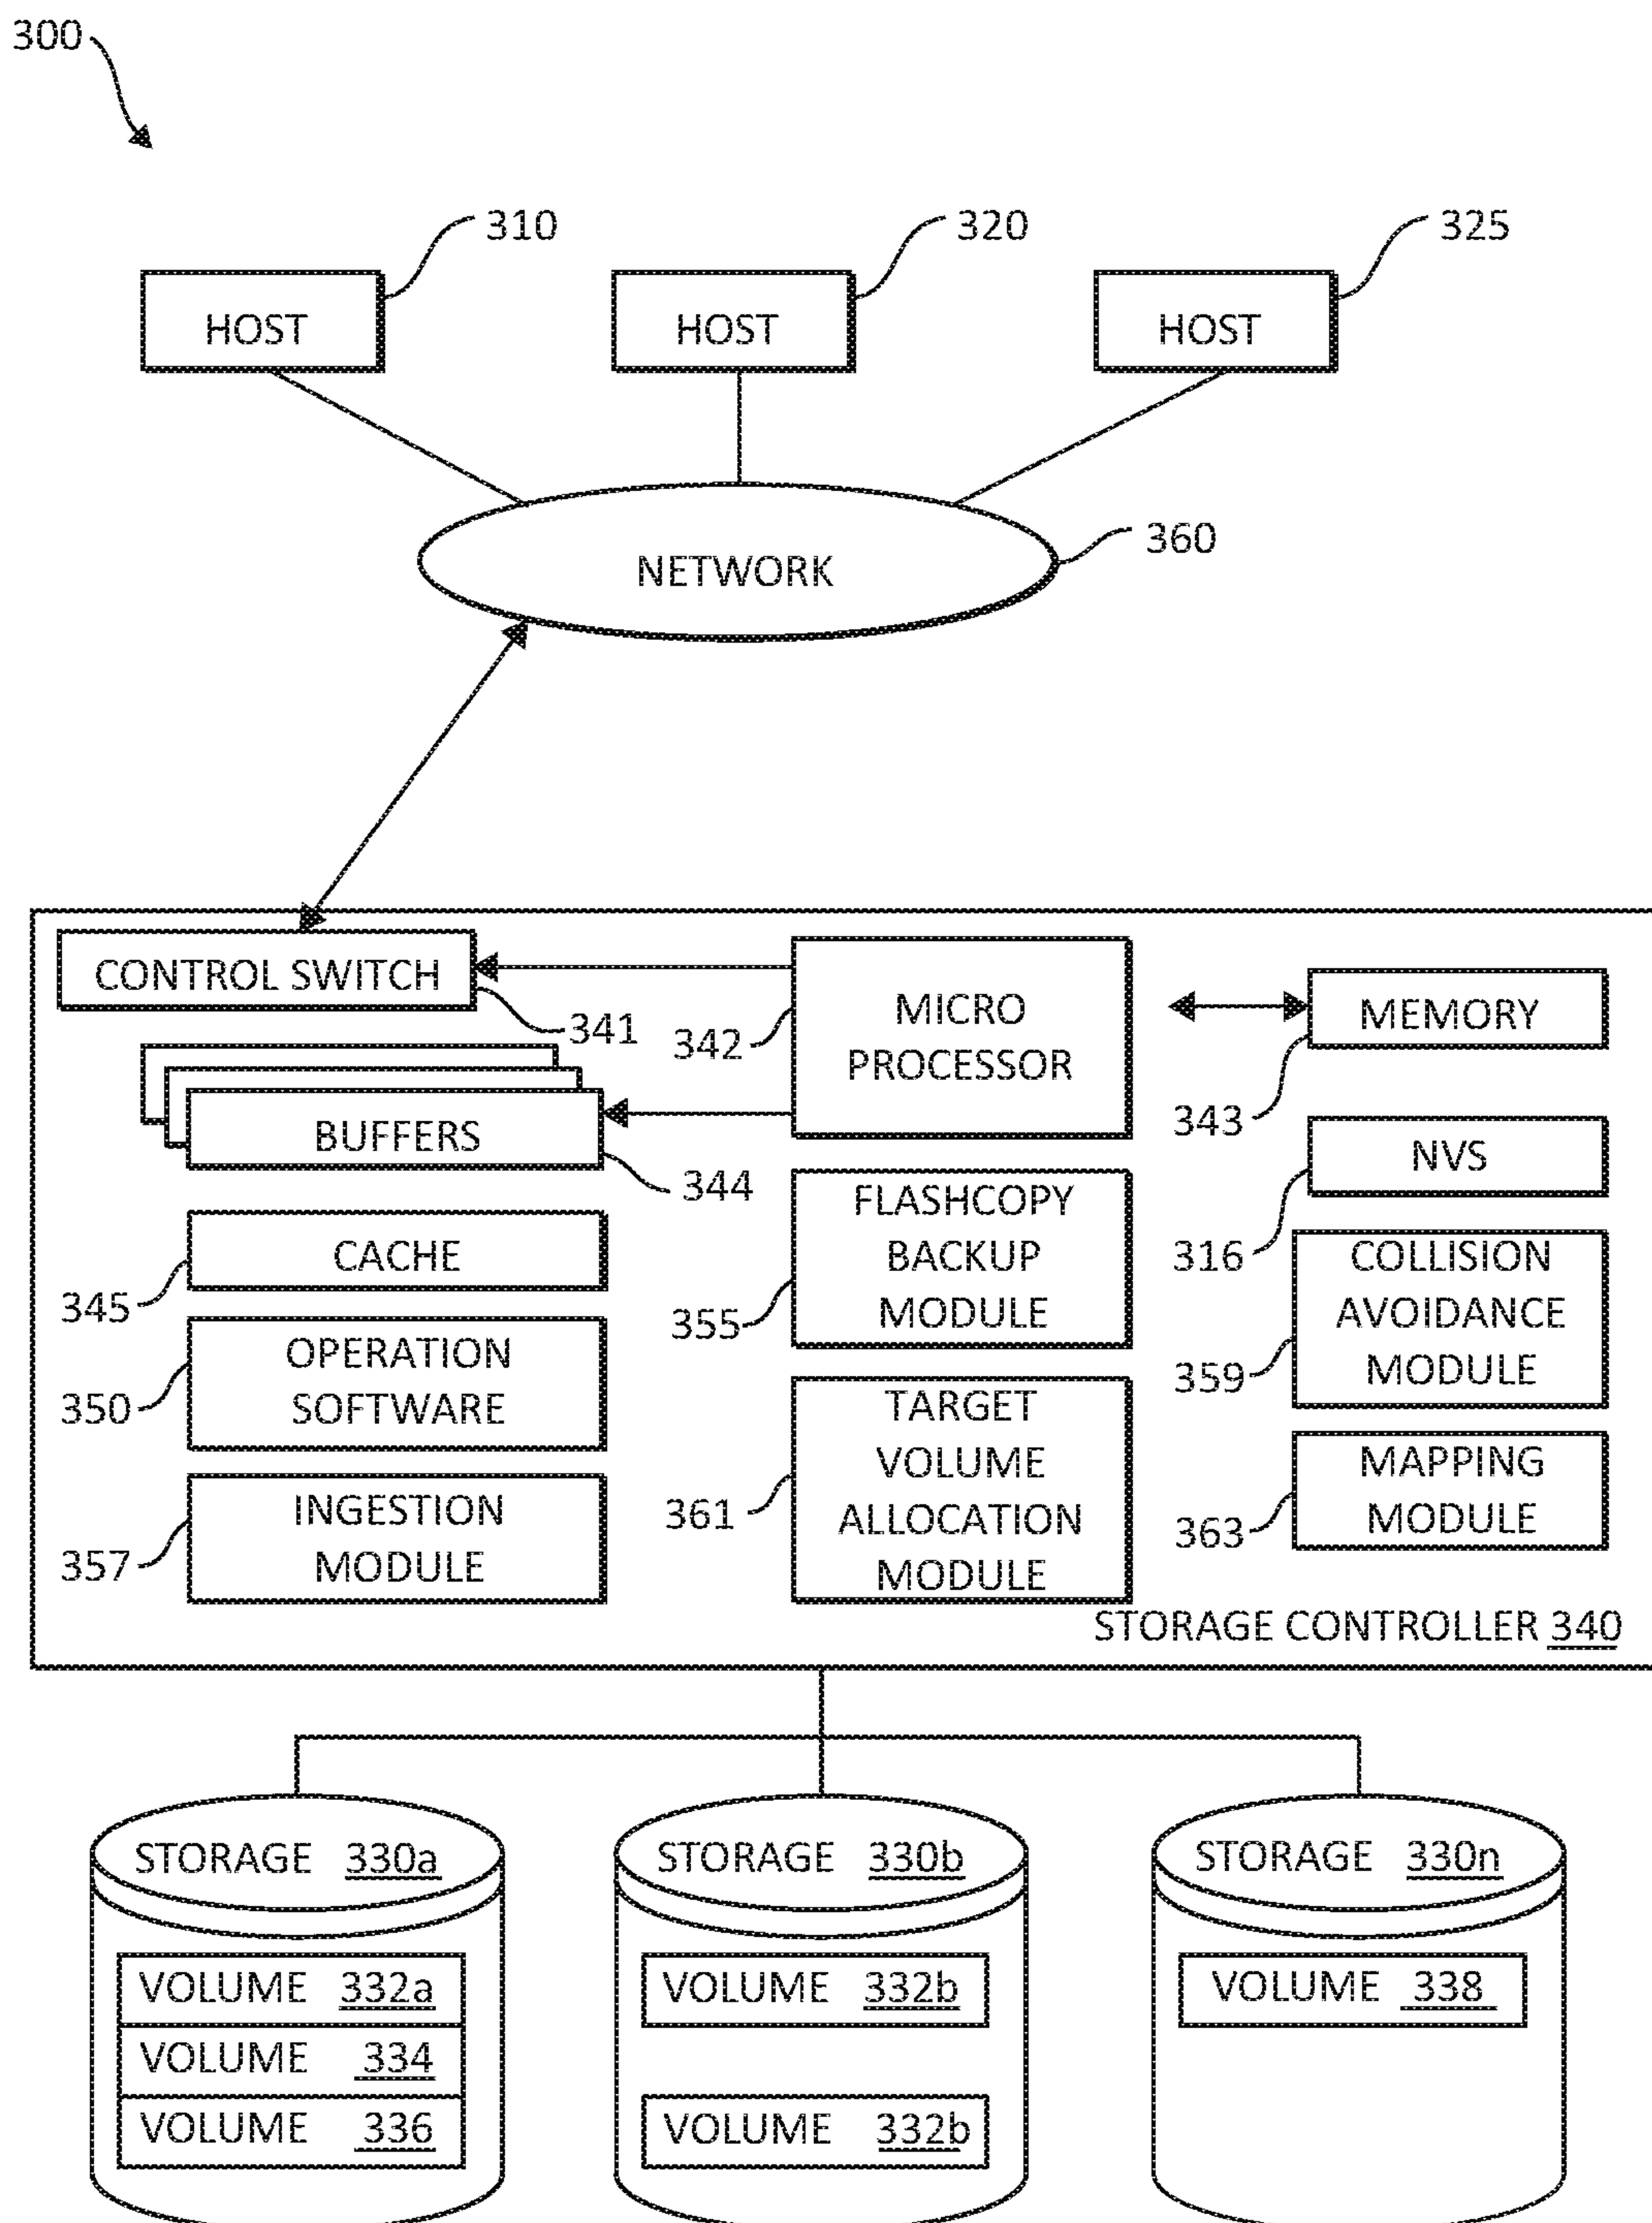 300
310
320
325
HOST
HOST
HOST
360
NETWORK
CONTROL SWITCH
341
342
MICRO
PROCESSOR
MEMORY
343
BUFFERS
344
NVS
316
CACHE
345
FLASHCOPY
BACKUP
MODULE
355
COLLISION
AVOIDANCE
MODULE
359
OPERATION
SOFTWARE
350
TARGET
VOLUME
ALLOCATION
MODULE
361
MAPPING
MODULE
363
INGESTION
MODULE
357
STORAGE CONTROLLER 340
STORAGE 330a
STORAGE 330b
STORAGE 330n
VOLUME 332a
VOLUME 334
VOLUME 336
VOLUME 332b
VOLUME 332b
VOLUME 338